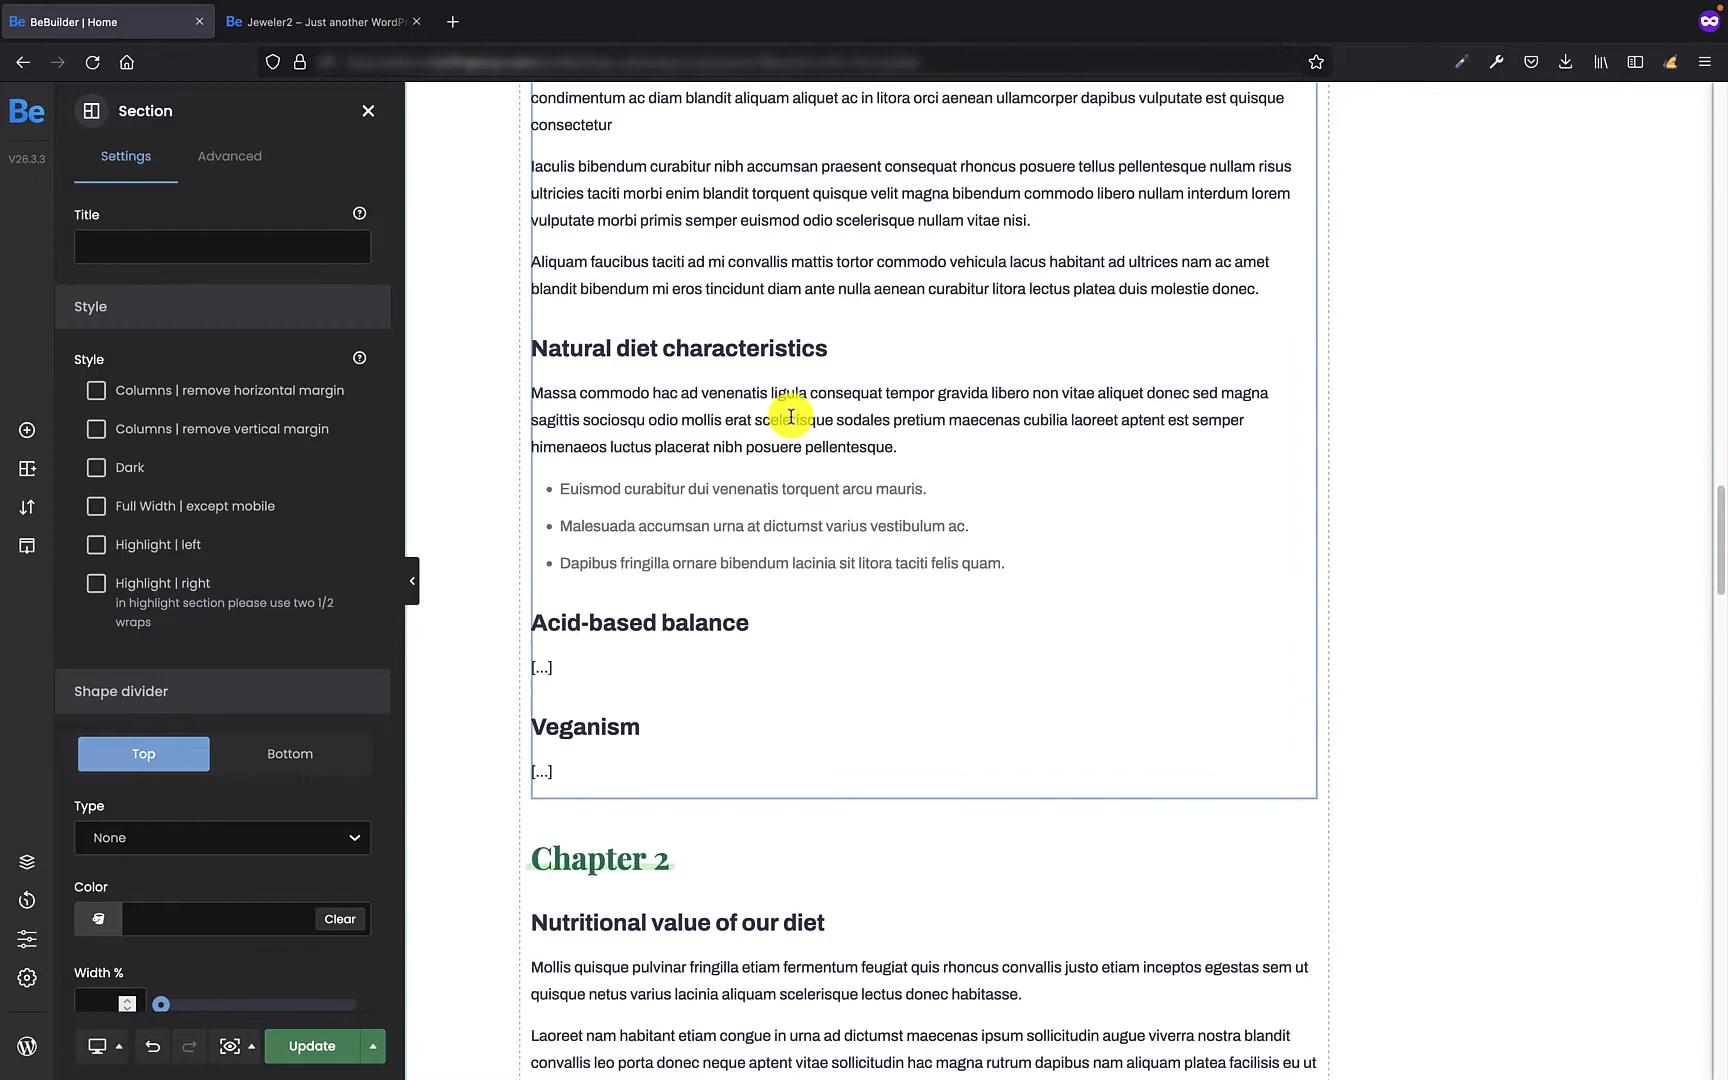 Be BeBuilder | Home
Be Jeweler2 – Just another WordPr
Be
V26.3.3
Section
Settings
Advanced
Title
Style
Style
Columns | remove horizontal margin
Columns | remove vertical margin
Dark
Full Width | except mobile
Highlight | left
Highlight | right
in highlight section please use two 1/2
wraps
Shape divider
Top
Bottom
Type
None
Color
Clear
Width %
Update
condimentum ac diam blandit aliquam aliquet ac in litora orci aenean ullamcorper dapibus vulputate est quisque
consectetur
Iaculis bibendum curabitur nibh accumsan praesent consequat rhoncus posuere tellus pellentesque nullam risus
ultricies taciti morbi enim blandit torquent quisque velit magna bibendum commodo libero nullam interdum lorem
vulputate morbi primis semper euismod odio scelerisque nullam vitae nisi.
Aliquam faucibus taciti ad mi convallis mattis tortor commodo vehicula lacus habitant ad ultrices nam ac amet
blandit bibendum mi eros tincidunt diam ante nulla aenean curabitur litora lectus platea duis molestie donec.
Natural diet characteristics
Massa commodo hac ad venenatis ligula consequat tempor gravida libero non vitae aliquet donec sed magna
sagittis sociosqu odio mollis erat scelerisque sodales pretium maecenas cubilia laoreet aptent est semper
himenaeos luctus placerat nibh posuere pellentesque.
• Euismod curabitur dui venenatis torquent arcu mauris.
• Malesuada accumsan urna at dictumst varius vestibulum ac.
• Dapibus fringilla ornare bibendum lacinia sit litora taciti felis quam.
Acid-based balance
[...]
Veganism
[...]
Chapter 2
Nutritional value of our diet
Mollis quisque pulvinar fringilla etiam fermentum feugiat quis rhoncus convallis justo etiam inceptos egestas sem ut
quisque netus varius lacinia aliquam scelerisque lectus donec habitasse.
Laoreet nam habitant etiam congue in urna ad dictumst maecenas ipsum sollicitudin augue viverra nostra blandit
convallis leo porta donec neque aptent vitae sollicitudin hac magna rutrum dapibus nam aliquam platea facilisis eu ut